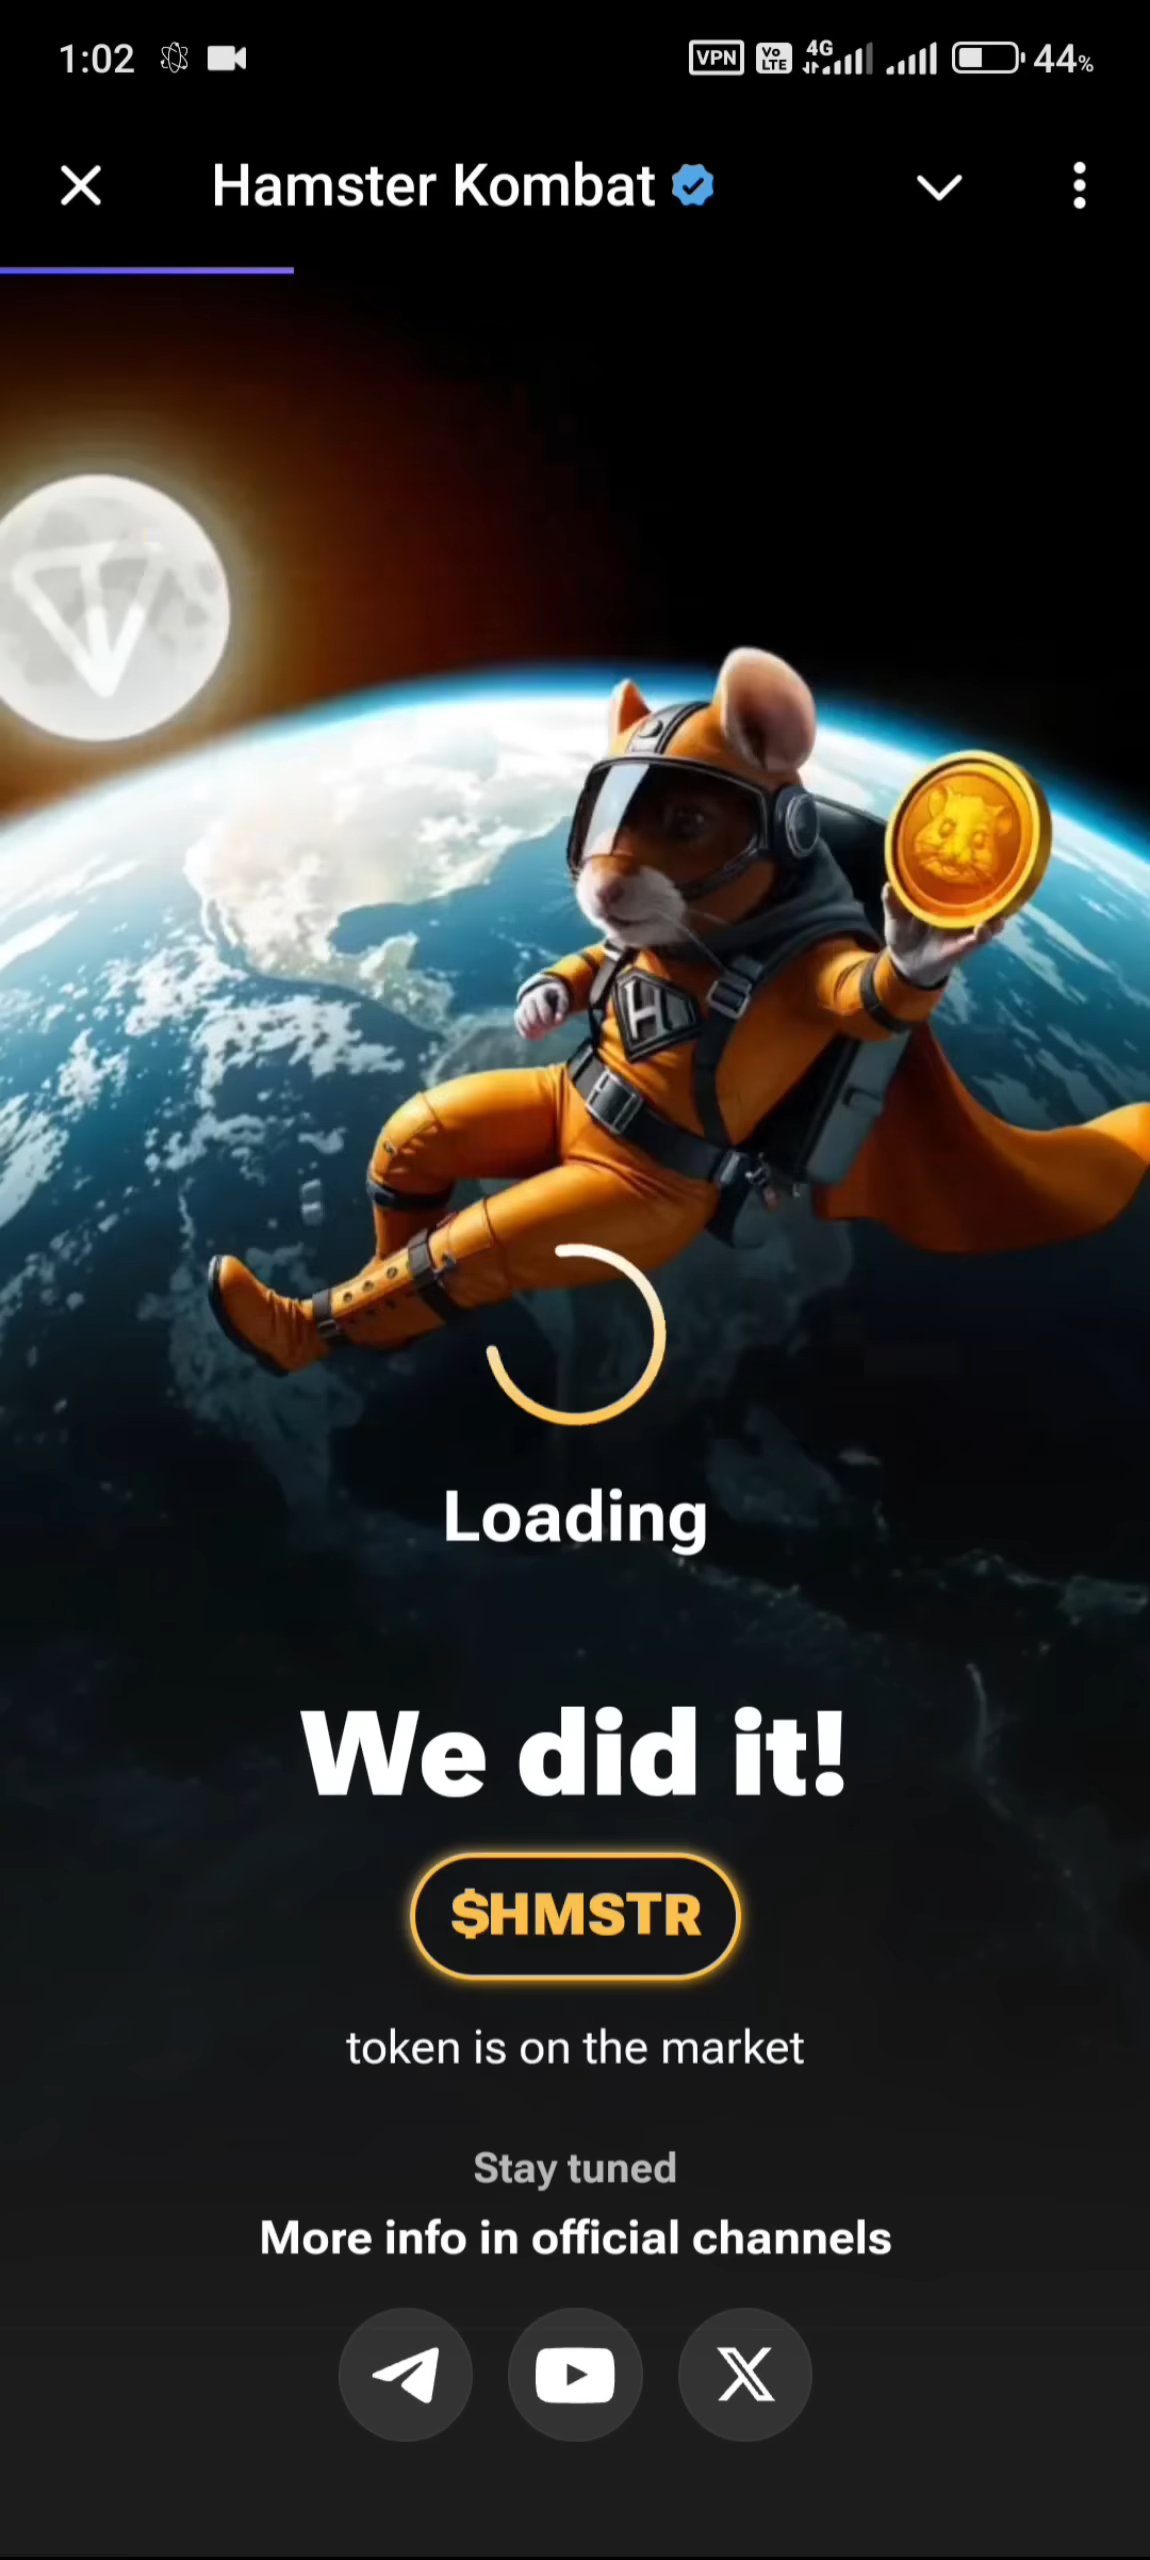 1:02 VPN Vo LTE 4G 44%
Hamster Kombat
H
Loading
We did it!
$HMSTR
token is on the market
Stay tuned
More info in official channels